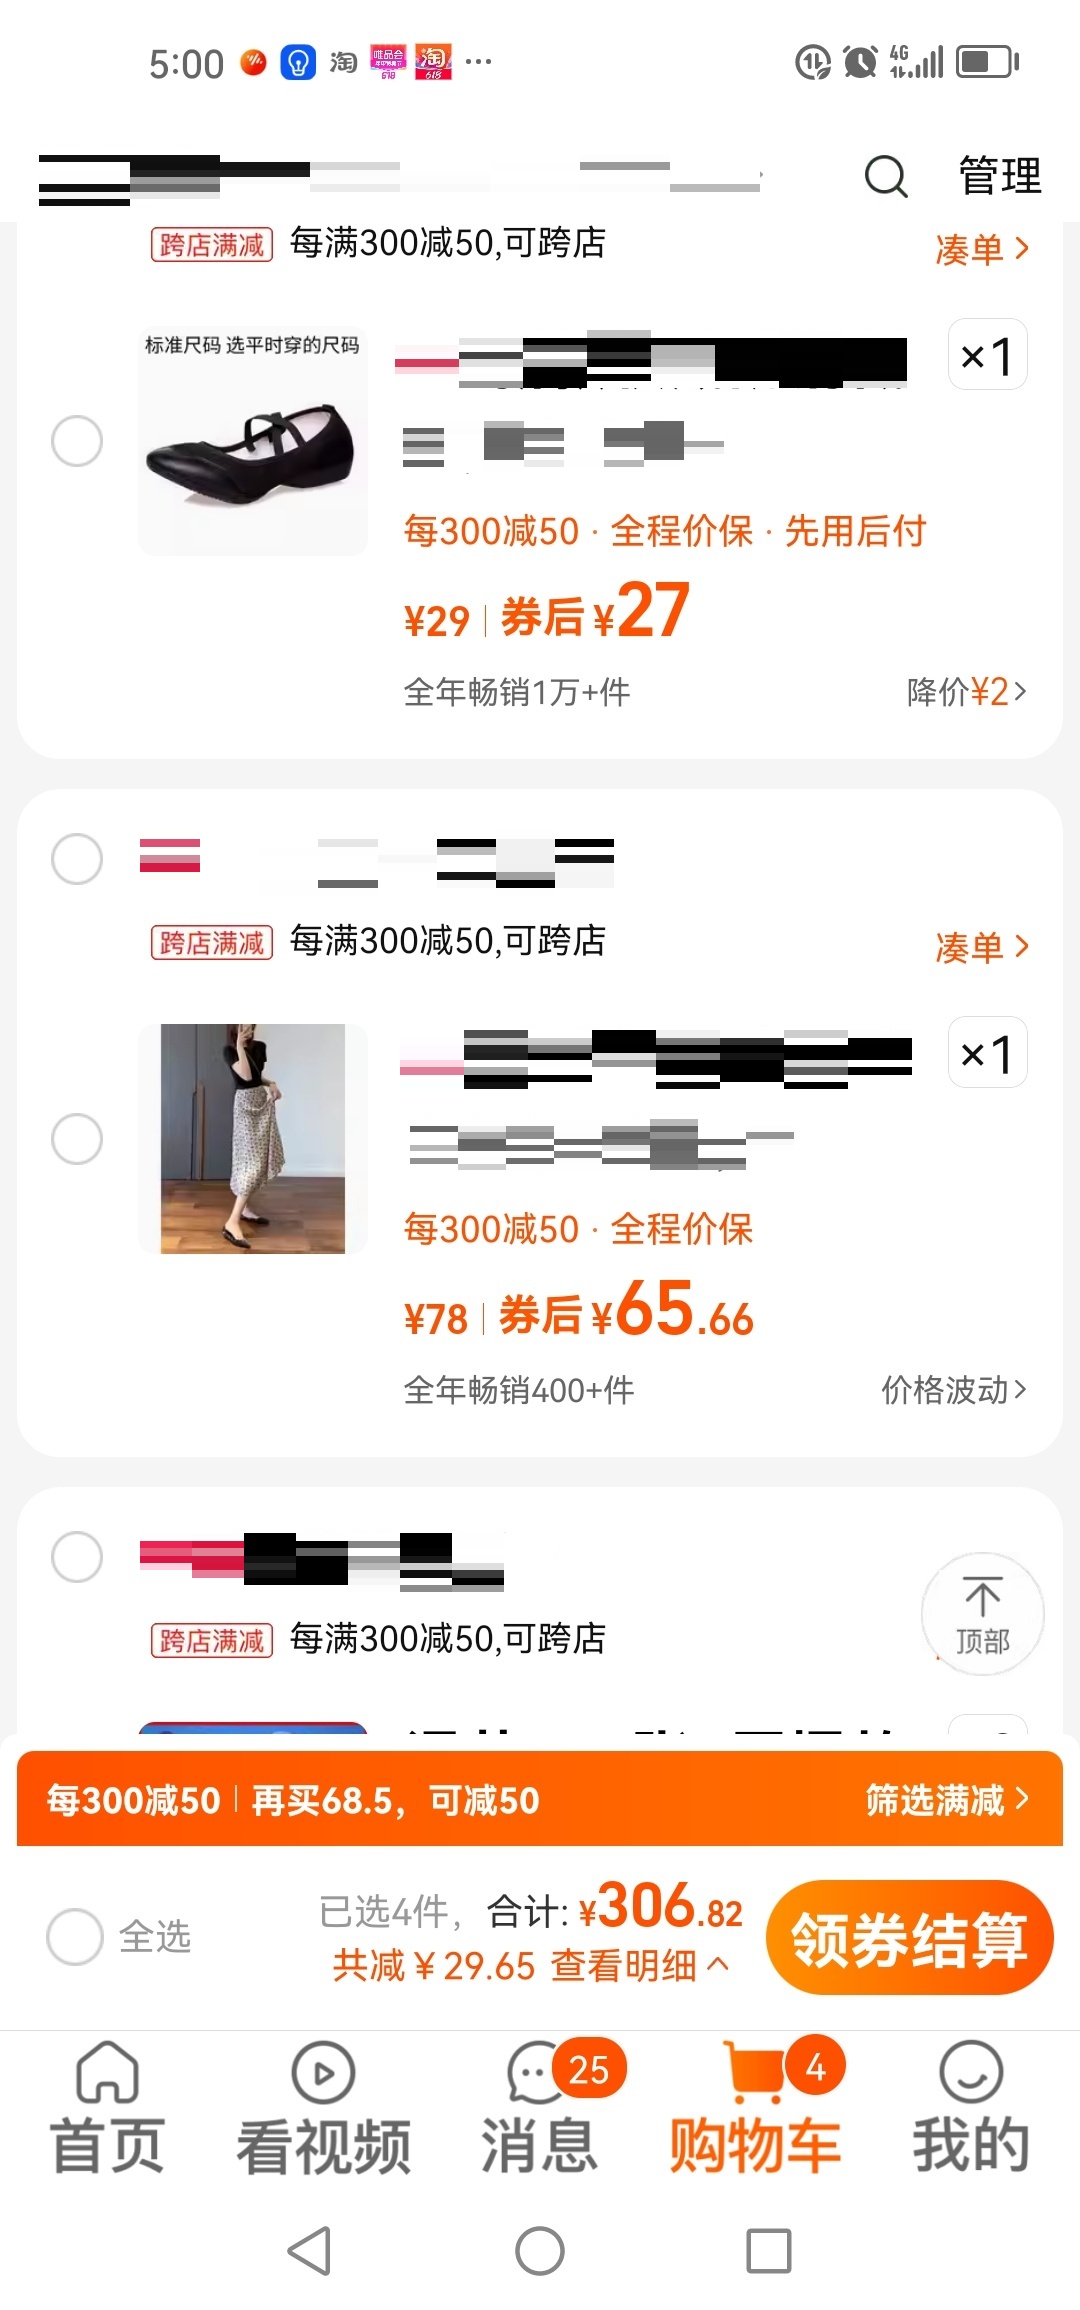 5:00 淘 唯品会 618 淘 618 ··· 4G
管理
跨店满减 每满300减50,可跨店 凑单
标准尺码 选平时穿的尺码
×1
每300减50 · 全程价保 · 先用后付
¥29 券后 ¥27
全年畅销1万+件 降价¥2
跨店满减 每满300减50,可跨店 凑单
×1
每300减50 · 全程价保
¥78 券后 ¥65.66
全年畅销400+件 价格波动
跨店满减 每满300减50,可跨店
顶部
每300减50 再买68.5，可减50 筛选满减
全选 已选4件，合计: ¥306.82 领券结算
共减￥29.65 查看明细
25 4
首页 看视频 消息 购物车 我的